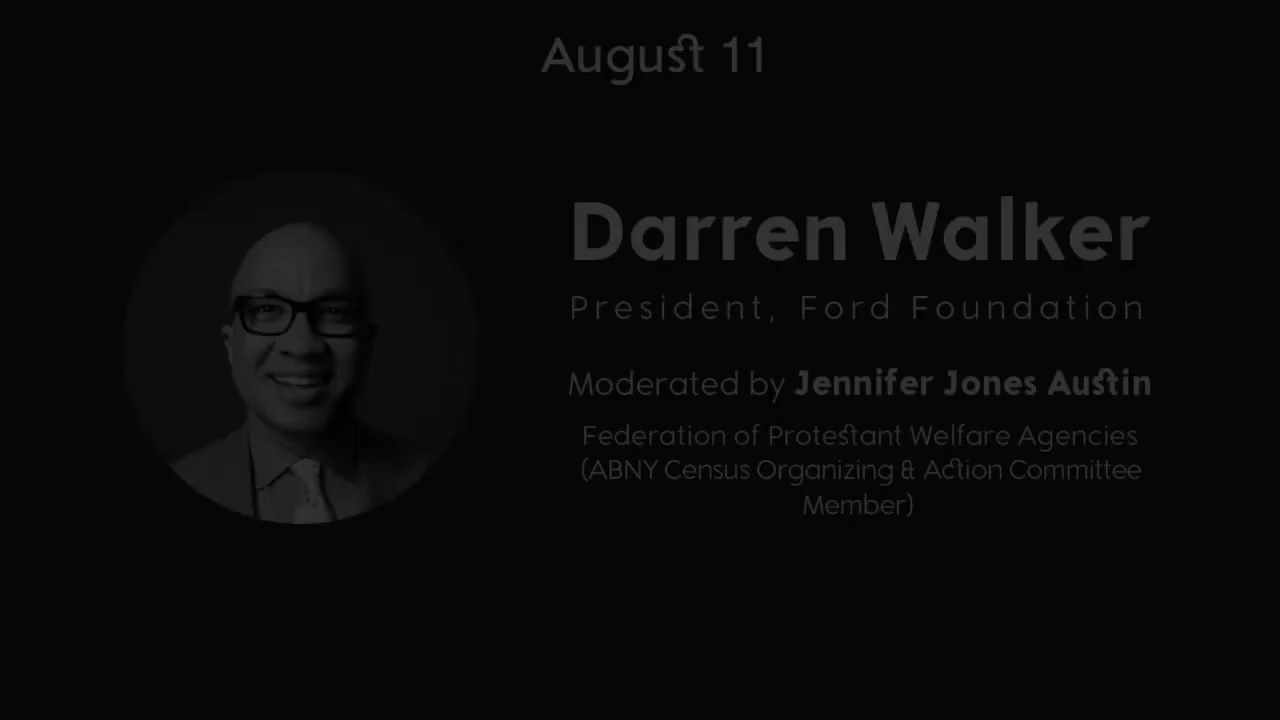 August 11
Darren Walker
President, Ford Foundation
Moderated by Jennifer Jones Austin
Federation of Protestant Welfare Agencies
(ABNY Census Organizing & Action Committee
Member)